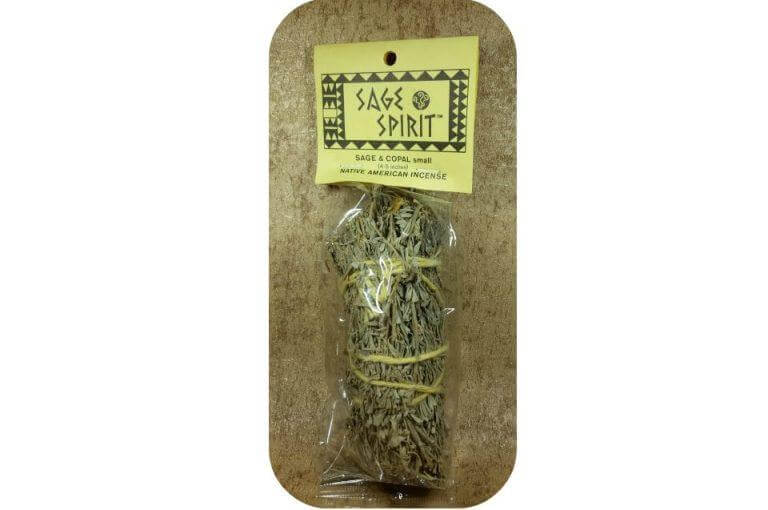 SAGE
SPIRIT™
SAGE & COPAL small
(4-5 inches)
NATIVE AMERICAN INCENSE